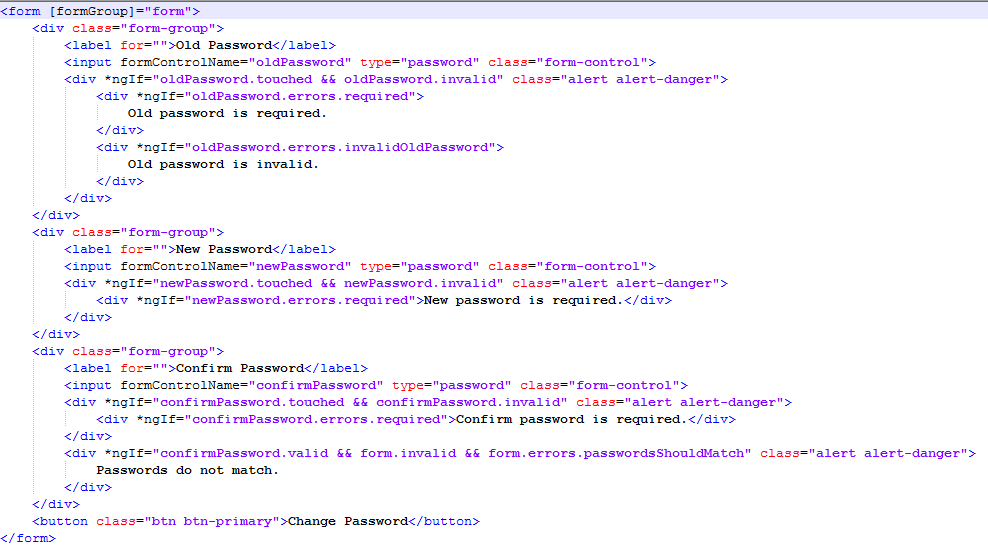 <form [formGroup]="form">
    <div class="form-group">
        <label for="">Old Password</label>
        <input formControlName="oldPassword" type="password" class="form-control">
        <div *ngIf="oldPassword.touched && oldPassword.invalid" class="alert alert-danger">
            <div *ngIf="oldPassword.errors.required">
                Old password is required.
            </div>
            <div *ngIf="oldPassword.errors.invalidOldPassword">
                Old password is invalid.
            </div>
        </div>
    </div>
    <div class="form-group">
        <label for="">New Password</label>
        <input formControlName="newPassword" type="password" class="form-control">
        <div *ngIf="newPassword.touched && newPassword.invalid" class="alert alert-danger">
            <div *ngIf="newPassword.errors.required">New password is required.</div>
        </div>
    </div>
    <div class="form-group">
        <label for="">Confirm Password</label>
        <input formControlName="confirmPassword" type="password" class="form-control">
        <div *ngIf="confirmPassword.touched && confirmPassword.invalid" class="alert alert-danger">
            <div *ngIf="confirmPassword.errors.required">Confirm password is required.</div>
        </div>
        <div *ngIf="confirmPassword.valid && form.invalid && form.errors.passwordsShouldMatch" class="alert alert-danger">
            Passwords do not match.
        </div>
    </div>
    <button class="btn btn-primary">Change Password</button>
</form>